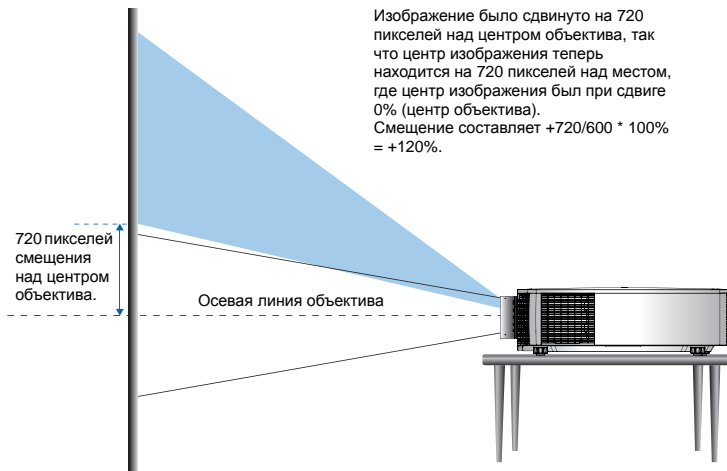 Изображение было сдвинуто на 720
пикселей над центром объектива, так
что центр изображения теперь
находится на 720 пикселей над местом,
где центр изображения был при сдвиге
0% (центр объектива).
Смещение составляет +720/600 * 100%
= +120%.
720 пикселей
смещения
над центром
объектива.
Осевая линия объектива